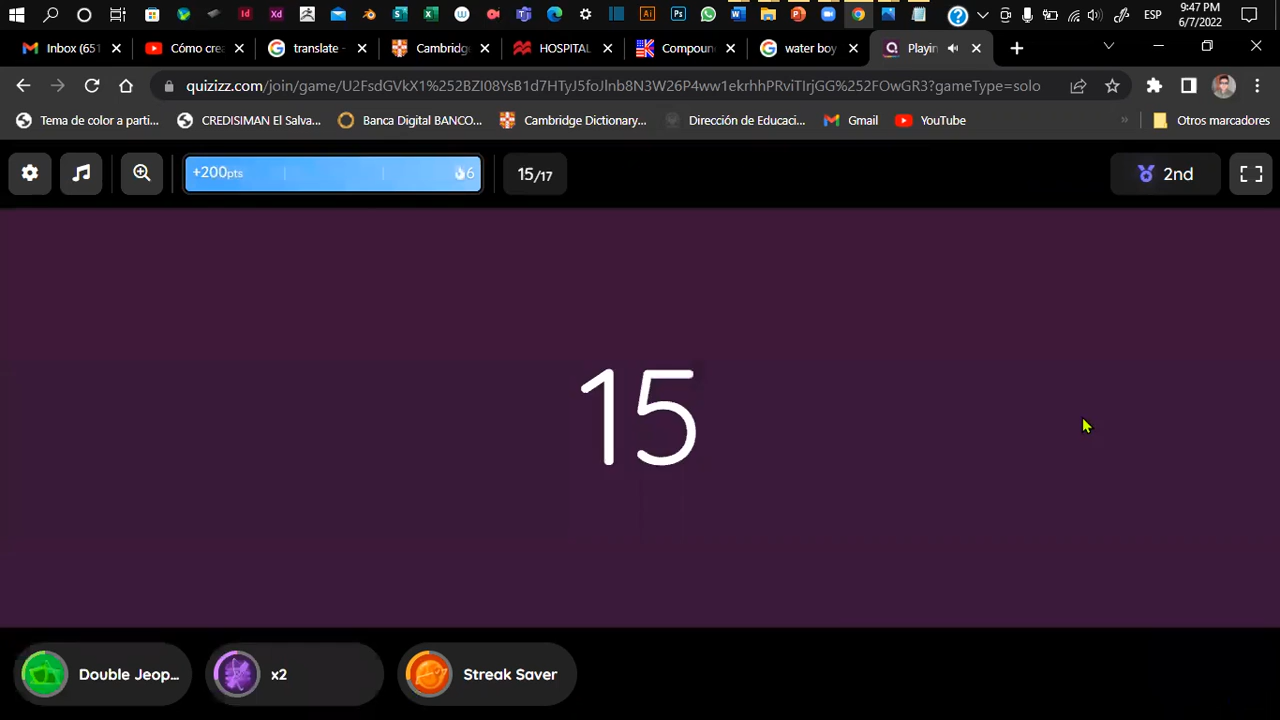 9:47 PM
ESP
6/7/2022
Inbox (651
Cómo crea
translate -
Cambridg
HOSPITAL
Compoun
water boy
Playin
quizizz.com/join/game/U2FsdGVkX1%252BZI08YsB1d7HTyJ5foJlnb8N3W26P4ww1ekrhhPRviTIrjGG%252FOwGR3?gameType=solo
Tema de color a parti...
CREDISIMAN El Salva...
Banca Digital BANCO...
Cambridge Dictionary...
Dirección de Educaci...
Gmail
YouTube
»
Otros marcadores
+200pts
6
15/17
2nd
15
Double Jeop...
x2
Streak Saver